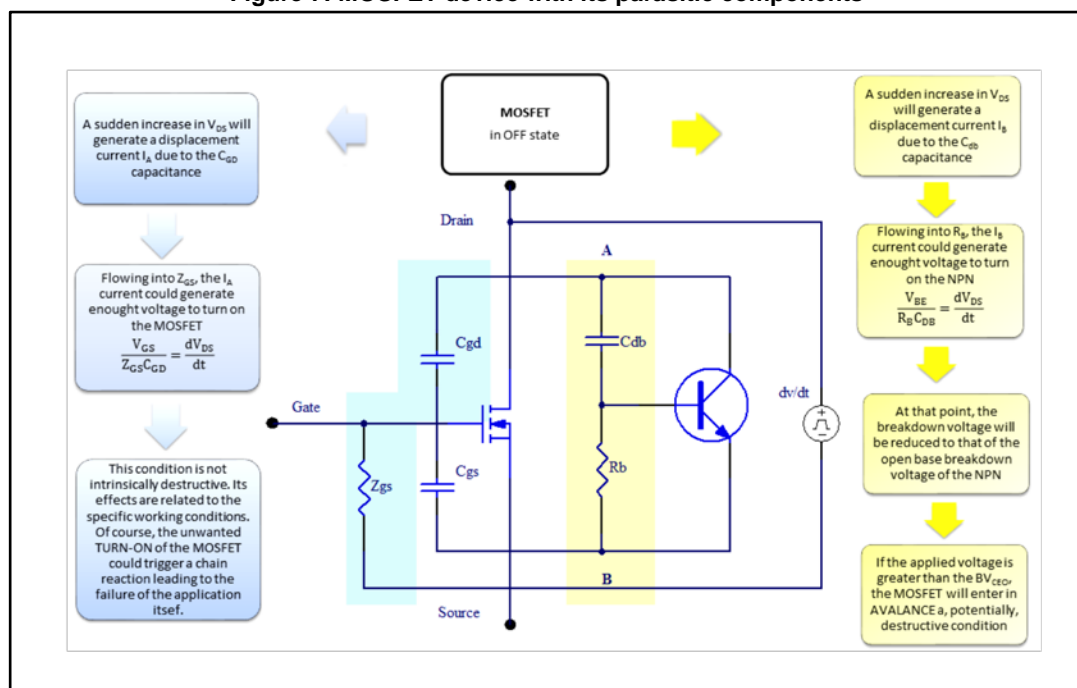 Figure 7: MOSFET device with its parasitic components
A sudden increase in V_DS will
generate a displacement
current I_A due to the C_GD
capacitance
Flowing into Z_GS, the I_A
current could generate
enought voltage to turn on
the MOSFET
V_GS / Z_GS C_GD = dV_DS / dt
This condition is not
intrinsically destructive. Its
effects are related to the
specific working conditions.
Of course, the unwanted
TURN-ON of the MOSFET
could trigger a chain
reaction leading to the
failure of the application
itsef.
MOSFET
in OFF state
Drain
A
Cgd
Cdb
Gate
dv/dt
Zgs
Cgs
Rb
B
Source
A sudden increase in V_DS
will generate a
displacement current I_B
due to the C_db
capacitance
Flowing into R_B, the I_B
current could generate
enought voltage to turn
on the NPN
V_BE / R_B C_DB = dV_DS / dt
At that point, the
breakdown voltage will
be reduced to that of the
open base breakdown
voltage of the NPN
If the applied voltage is
greater than the BV_CEO,
the MOSFET will enter in
AVALANCE a, potentially,
destructive condition